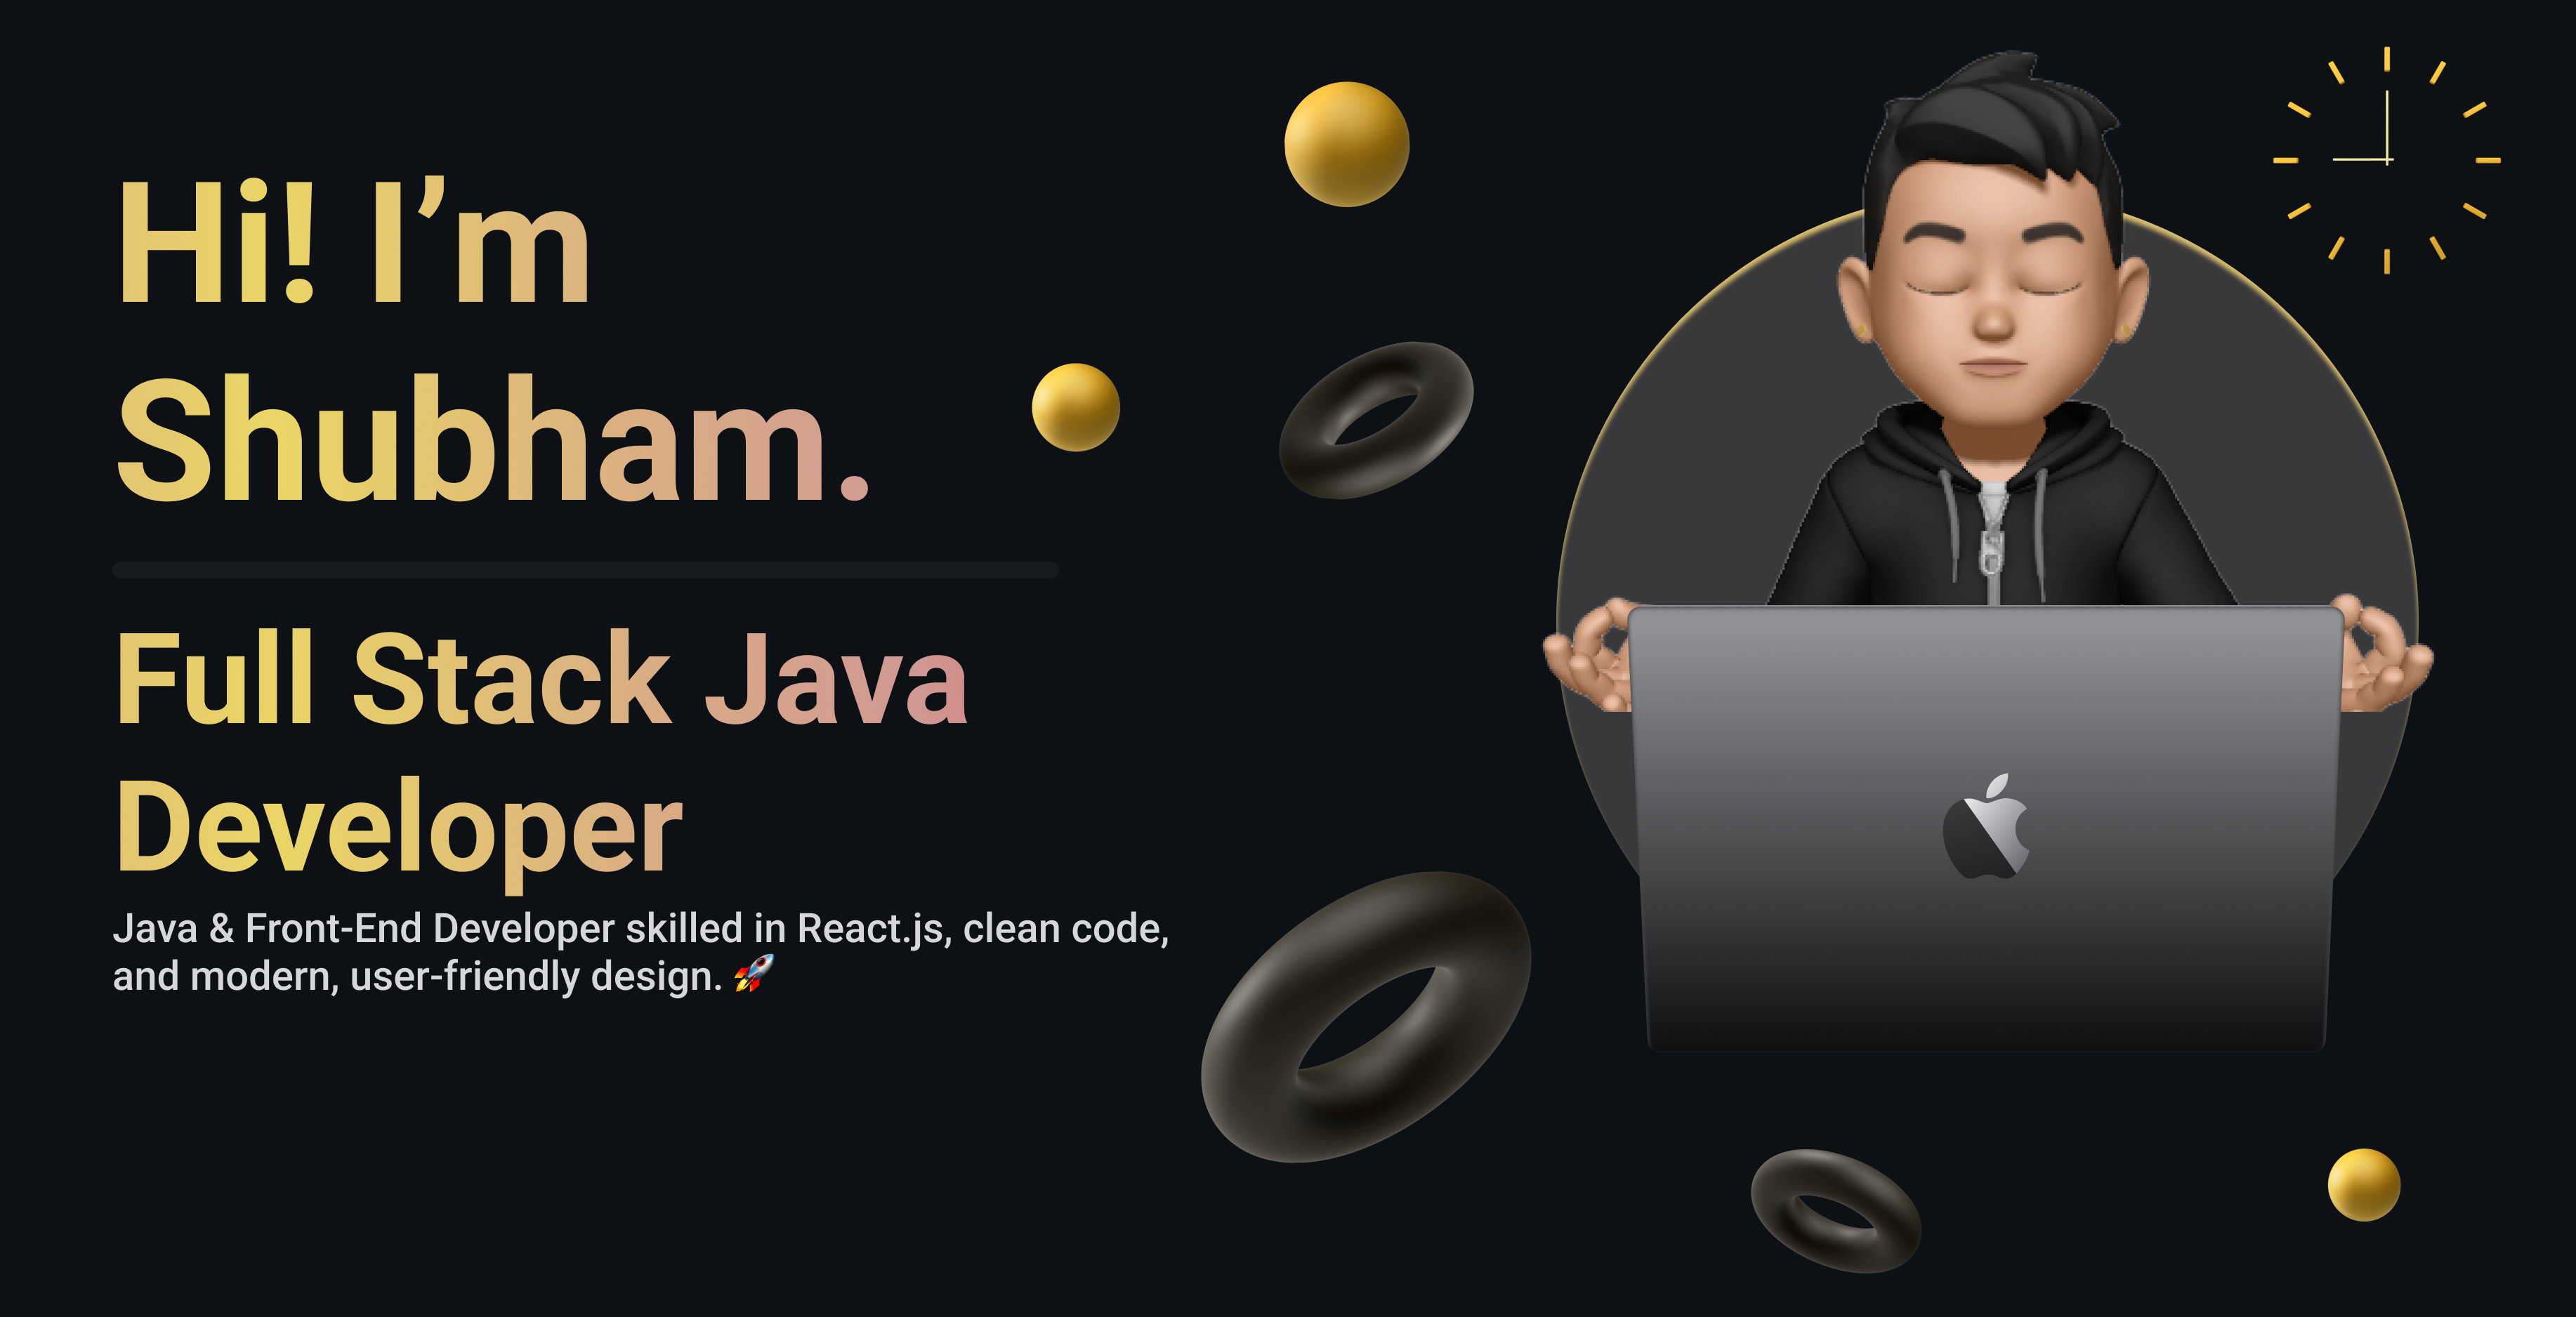 Hi! I’m
Shubham.
Full Stack Java
Developer
Java & Front-End Developer skilled in React.js, clean code,
and modern, user-friendly design. 🚀